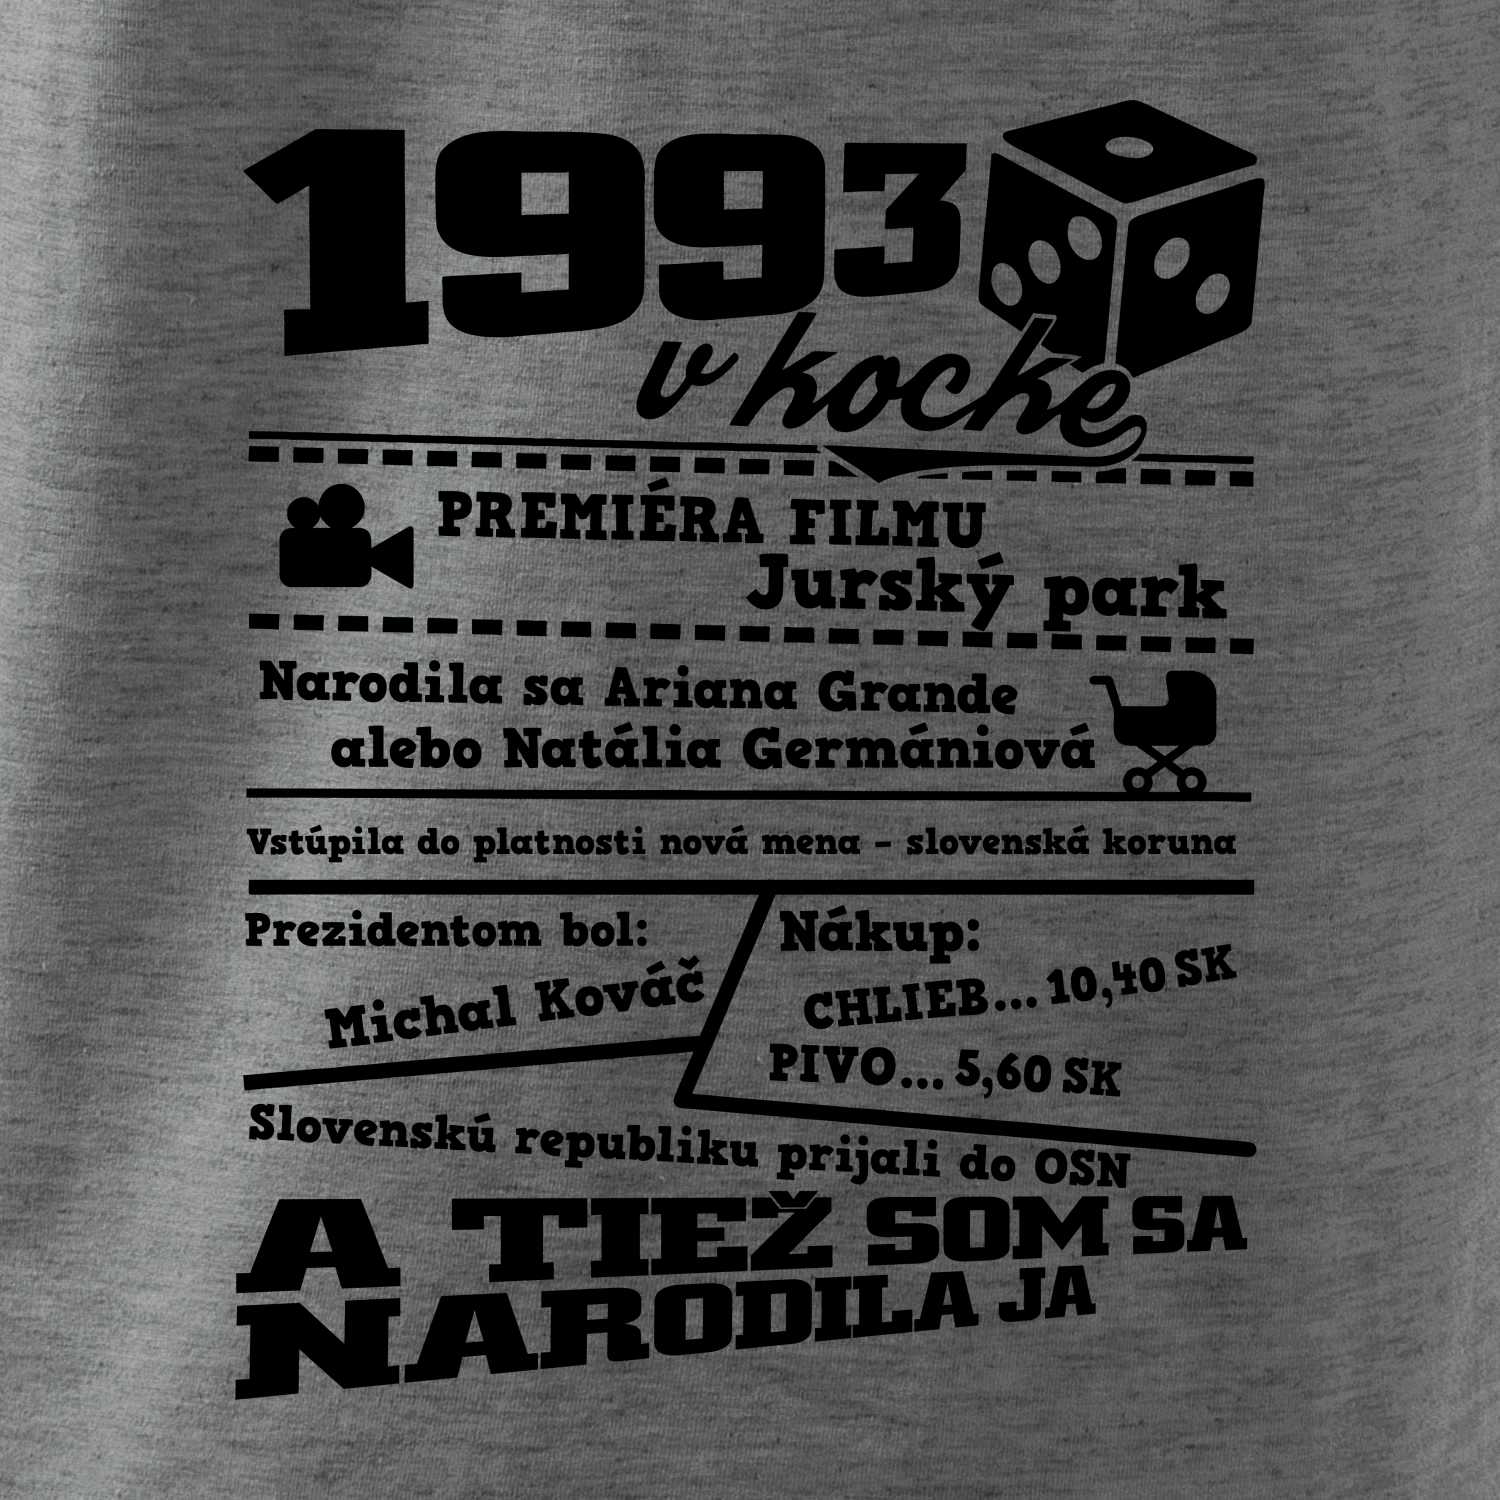 1993
v kocke
PREMIÉRA FILMU
Jurský park
Narodila sa Ariana Grande
alebo Natália Germániová
Vstúpila do platnosti nová mena – slovenská koruna
Prezidentom bol:
Michal Kováč
Nákup:
CHLIEB... 10,40 SK
PIVO... 5,60 SK
Slovenskú republiku prijali do OSN
A TIEŽ SOM SA
NARODILA JA